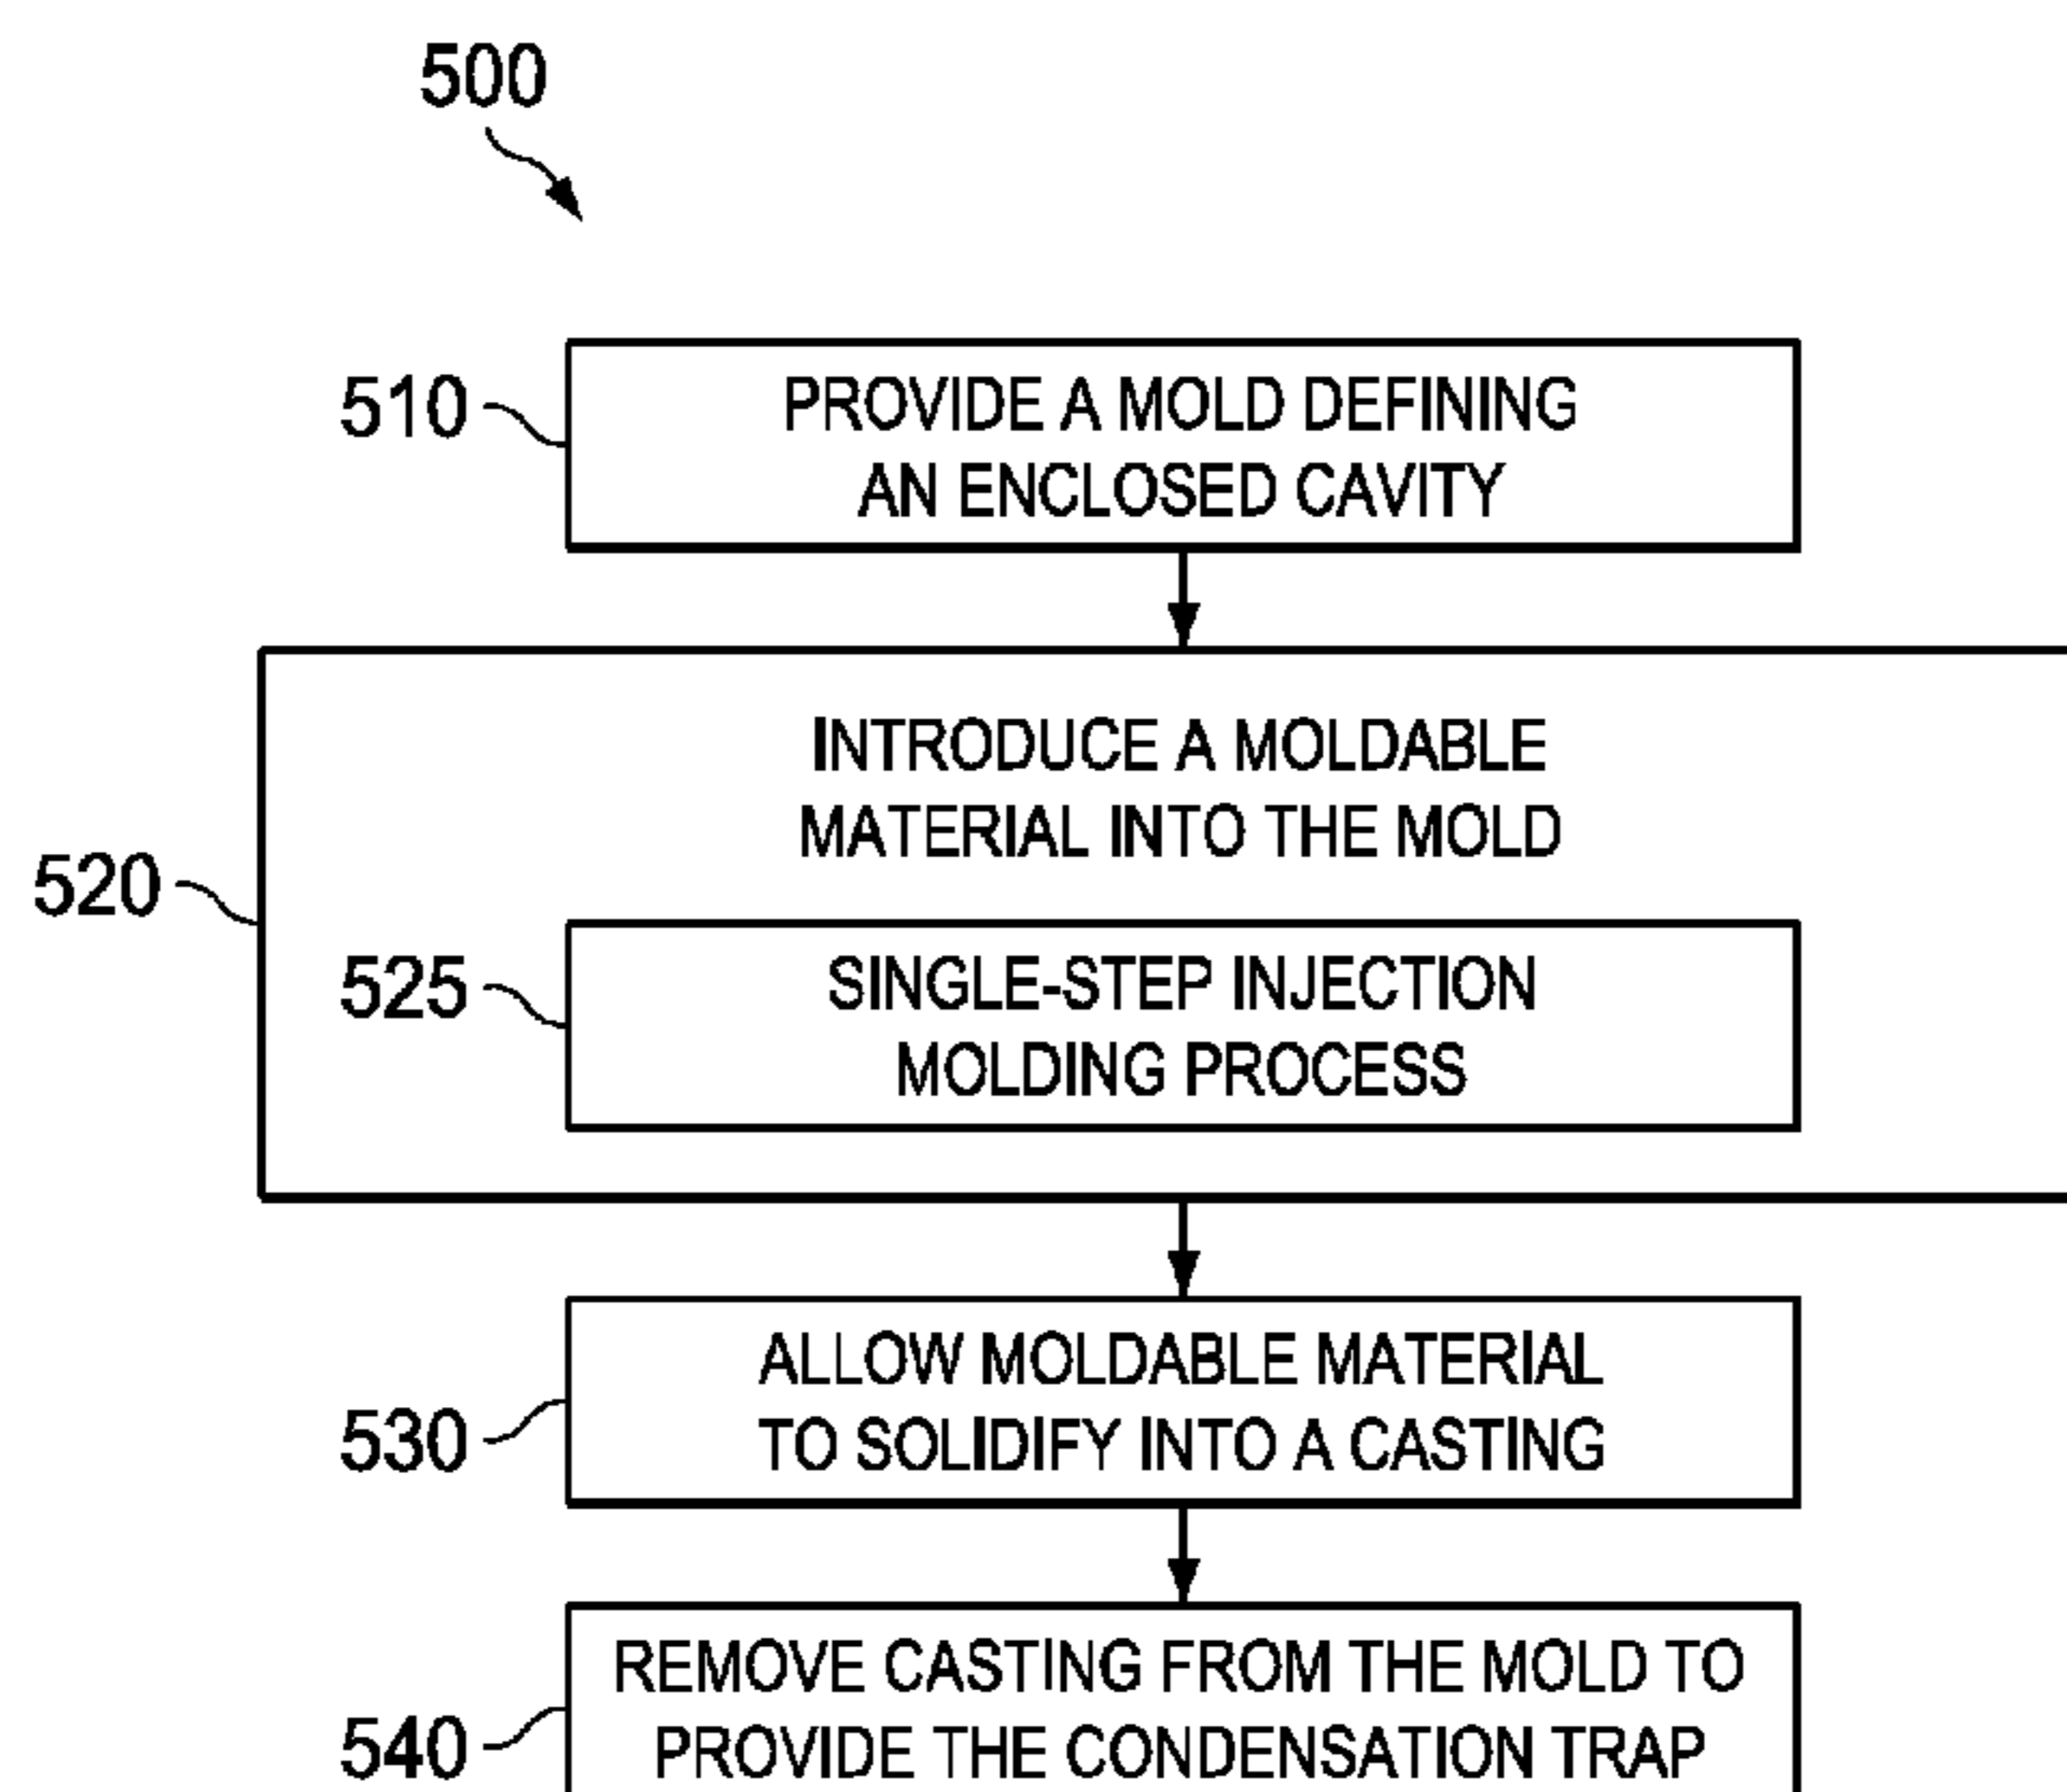 500
510
PROVIDE A MOLD DEFINING
AN ENCLOSED CAVITY
520
INTRODUCE A MOLDABLE
MATERIAL INTO THE MOLD
525
SINGLE-STEP INJECTION
MOLDING PROCESS
530
ALLOW MOLDABLE MATERIAL
TO SOLIDIFY INTO A CASTING
540
REMOVE CASTING FROM THE MOLD TO
PROVIDE THE CONDENSATION TRAP